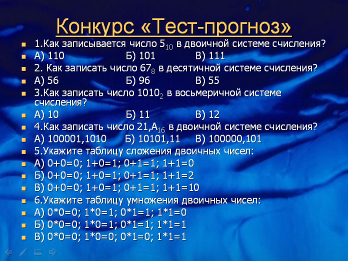 Конкурс «Тест-прогноз»
1.Как записывается число 5₁₀ в двоичной системе счисления?
А) 110 Б) 101 В) 111
2. Как записать число 67₈ в десятичной системе счисления?
А) 56 Б) 96 В) 55
3.Как записать число 1010₂ в восьмеричной системе
счисления?
А) 10 Б) 11 В) 12
4.Как записать число 21,А₁₆ в двоичной системе счисления?
А) 100001,1010 Б) 10101,11 В) 100000,101
5.Укажите таблицу сложения двоичных чисел:
А) 0+0=0; 1+0=1; 0+1=1; 1+1=0
Б) 0+0=0; 1+0=1; 0+1=1; 1+1=2
В) 0+0=0; 1+0=1; 0+1=1; 1+1=10
6.Укажите таблицу умножения двоичных чисел:
А) 0*0=0; 1*0=1; 0*1=1; 1*1=0
Б) 0*0=0; 1*0=1; 0*1=1; 1*1=1
В) 0*0=0; 1*0=0; 0*1=0; 1*1=1